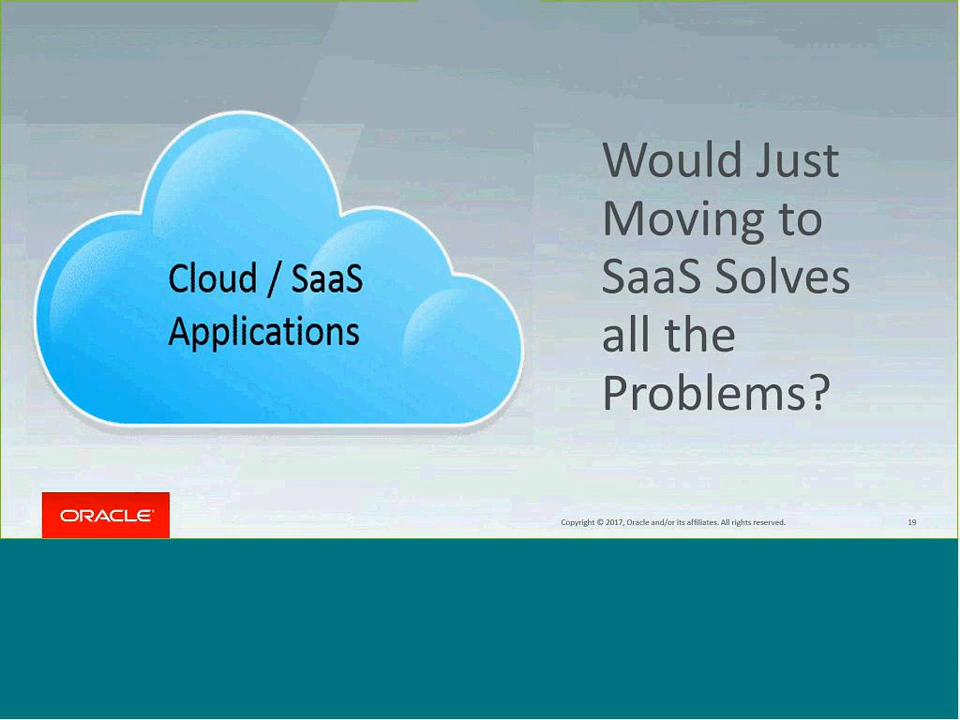 Cloud / SaaS
Applications
Would Just
Moving to
SaaS Solves
all the
Problems?
ORACLE
Copyright © 2017, Oracle and/or its affiliates. All rights reserved.
19